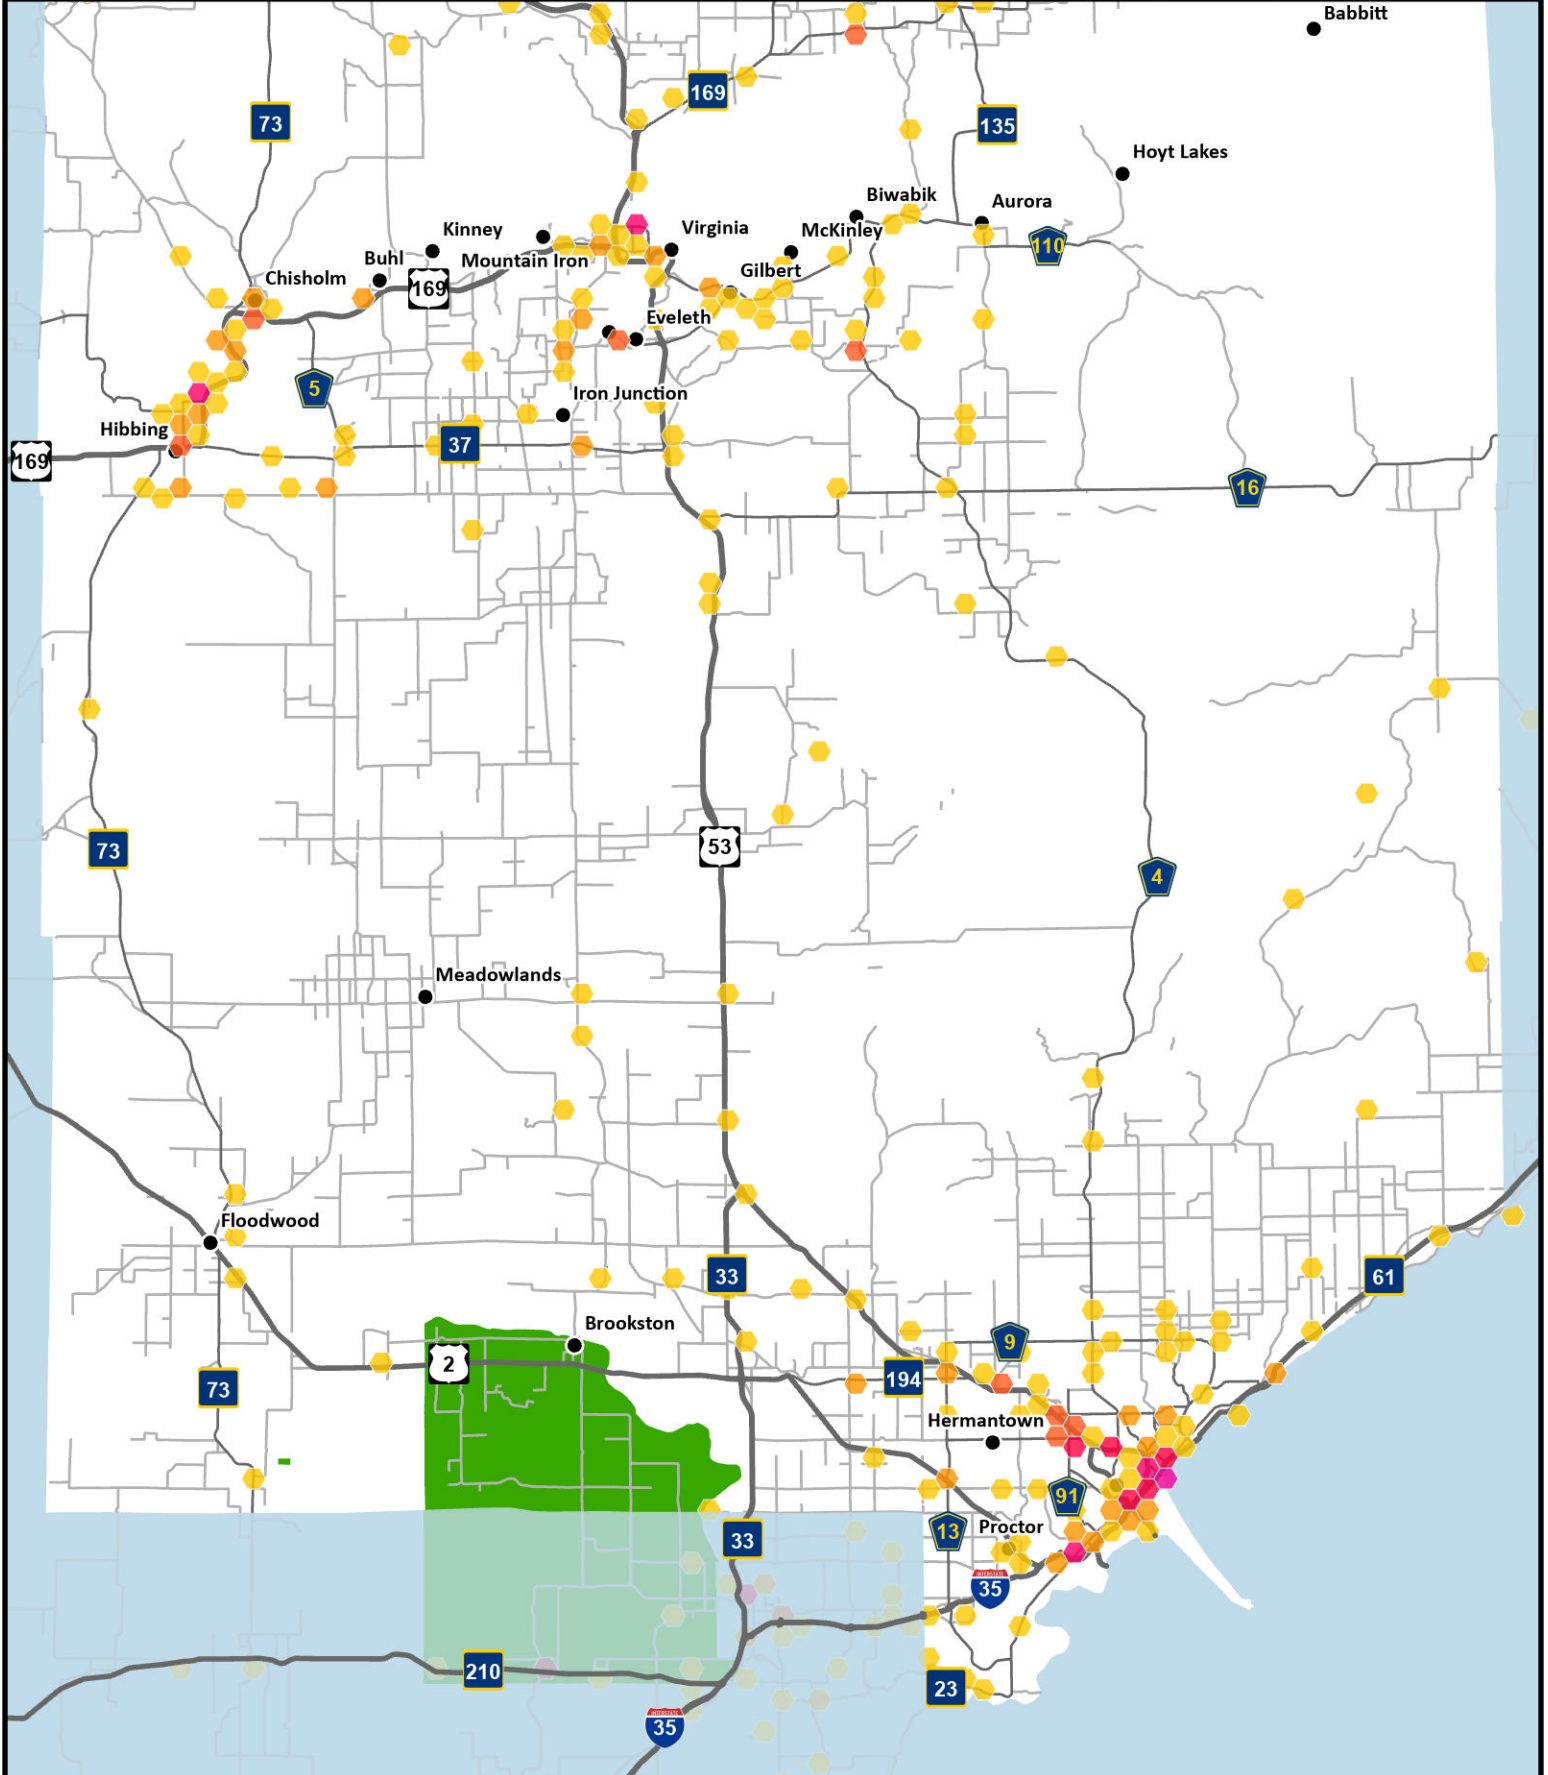 Babbitt
169
73
135
Hoyt Lakes
Biwabik
Aurora
Kinney
Virginia
McKinley
110
Buhl
Mountain Iron
Gilbert
Chisholm
169
Eveleth
5
Iron Junction
Hibbing
37
169
16
53
73
4
Meadowlands
Floodwood
33
61
Brookston
9
2
194
73
Hermantown
91
13
Proctor
33
INTERSTATE
35
210
23
INTERSTATE
35